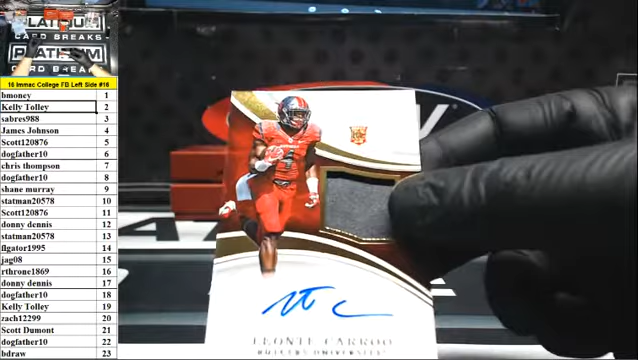 PLATINUM
CARD BREAKS
PLATINUM
CARD BREAKS
16 Immac College FB Left Side #16
bmoney 1
Kelly Tolley 2
sabres988 3
James Johnson 4
Scott120876 5
dogfather10 6
chris thompson 7
dogfather10 8
shane murray 9
statman20578 10
Scott120876 11
donny dennis 12
statman20578 13
flgator1995 14
jag08 15
rthrone1869 16
donny dennis 17
dogfather10 18
Kelly Tolley 19
zach12299 20
Scott Dumont 21
dogfather10 22
bdraw 23
LEONTE CARROO
RUTGERS UNIVERSITY